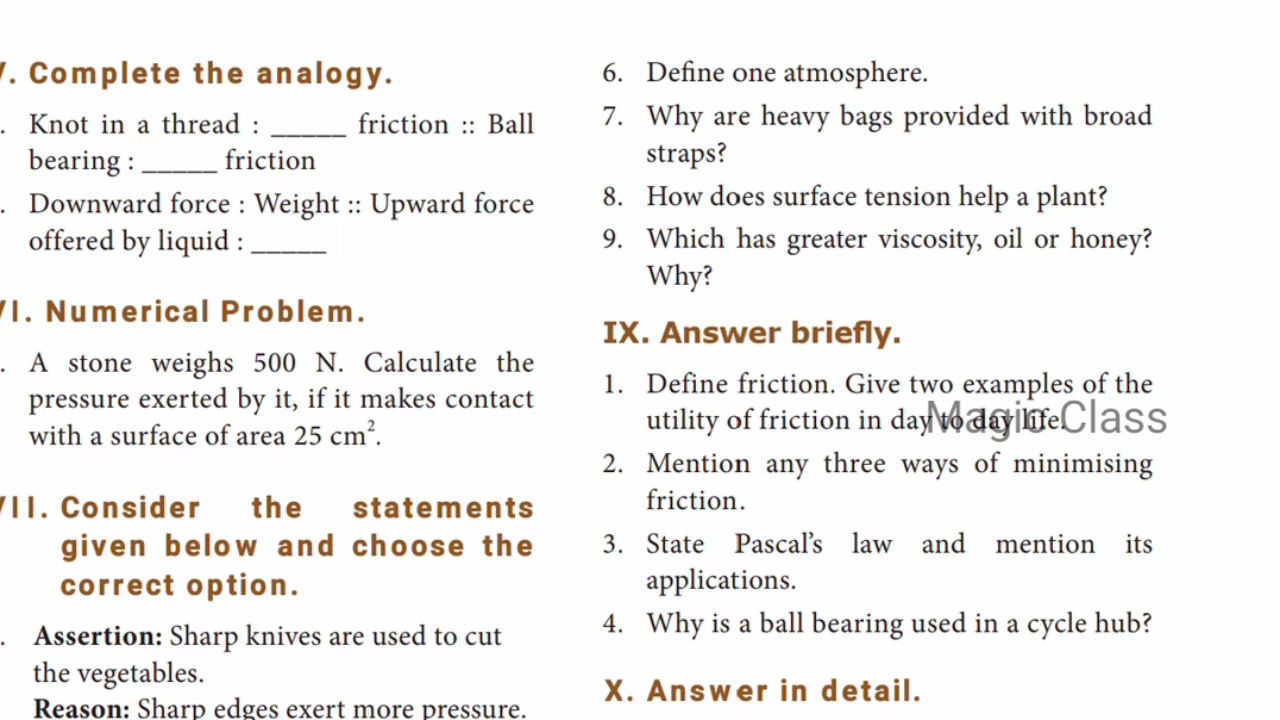 V. Complete the analogy.
. Knot in a thread : _____ friction :: Ball
bearing : _____ friction
. Downward force : Weight :: Upward force
offered by liquid : _____
VI. Numerical Problem.
. A stone weighs 500 N. Calculate the
pressure exerted by it, if it makes contact
with a surface of area 25 cm².
VII. Consider the statements
given below and choose the
correct option.
. Assertion: Sharp knives are used to cut
the vegetables.
Reason: Sharp edges exert more pressure.
6. Define one atmosphere.
7. Why are heavy bags provided with broad
straps?
8. How does surface tension help a plant?
9. Which has greater viscosity, oil or honey?
Why?
IX. Answer briefly.
1. Define friction. Give two examples of the
utility of friction in day to day life.
Magic Class
2. Mention any three ways of minimising
friction.
3. State Pascal's law and mention its
applications.
4. Why is a ball bearing used in a cycle hub?
X. Answer in detail.